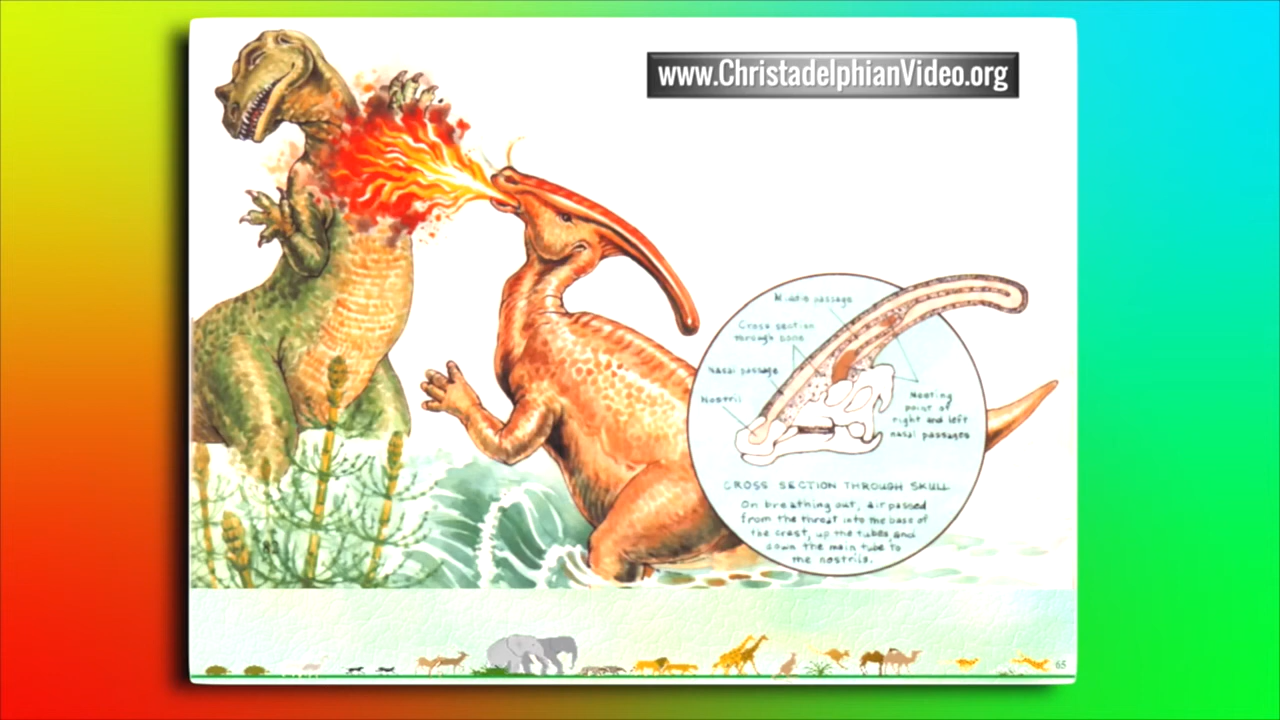 www.ChristadelphianVideo.org
Middle passage
Cross section
through bone
Nasal passage
Nostril
Meeting
point of
right and left
nasal passages
CROSS SECTION THROUGH SKULL
On breathing out, air passed
from the throat into the base of
the crest, up the tubes and
down the main tube to
the nostrils.
65